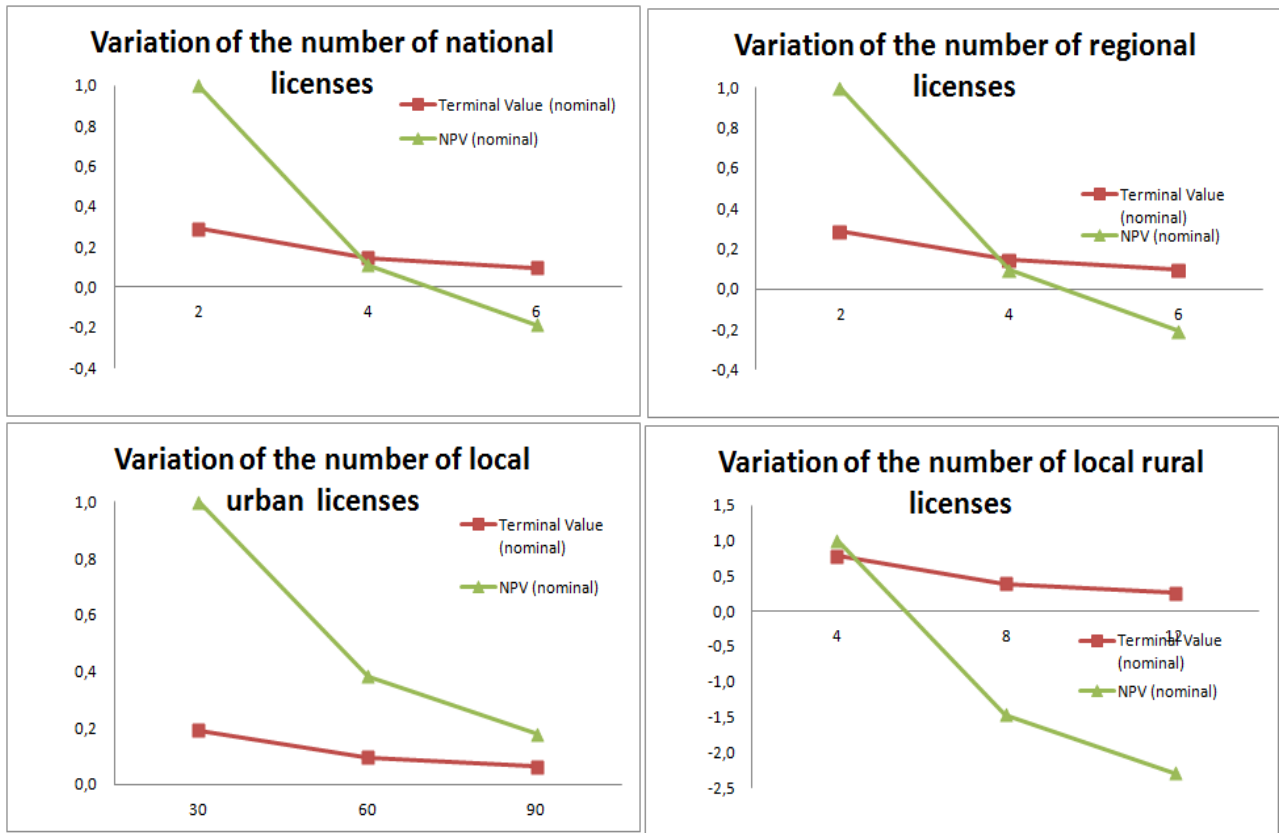 Variation of the number of national
licenses
1,0
0,8
0,6
0,4
0,2
0,0
-0,2
-0,4
2
4
6
Terminal Value (nominal)
NPV (nominal)
Variation of the number of regional
licenses
1,0
0,8
0,6
0,4
0,2
0,0
-0,2
-0,4
2
4
6
Terminal Value
(nominal)
NPV (nominal)
Variation of the number of local
urban licenses
1,0
0,8
0,6
0,4
0,2
0,0
30
60
90
Terminal Value
(nominal)
NPV (nominal)
Variation of the number of local rural
licenses
1,5
1,0
0,5
0,0
-0,5
-1,0
-1,5
-2,0
-2,5
4
8
12
Terminal Value
(nominal)
NPV (nominal)